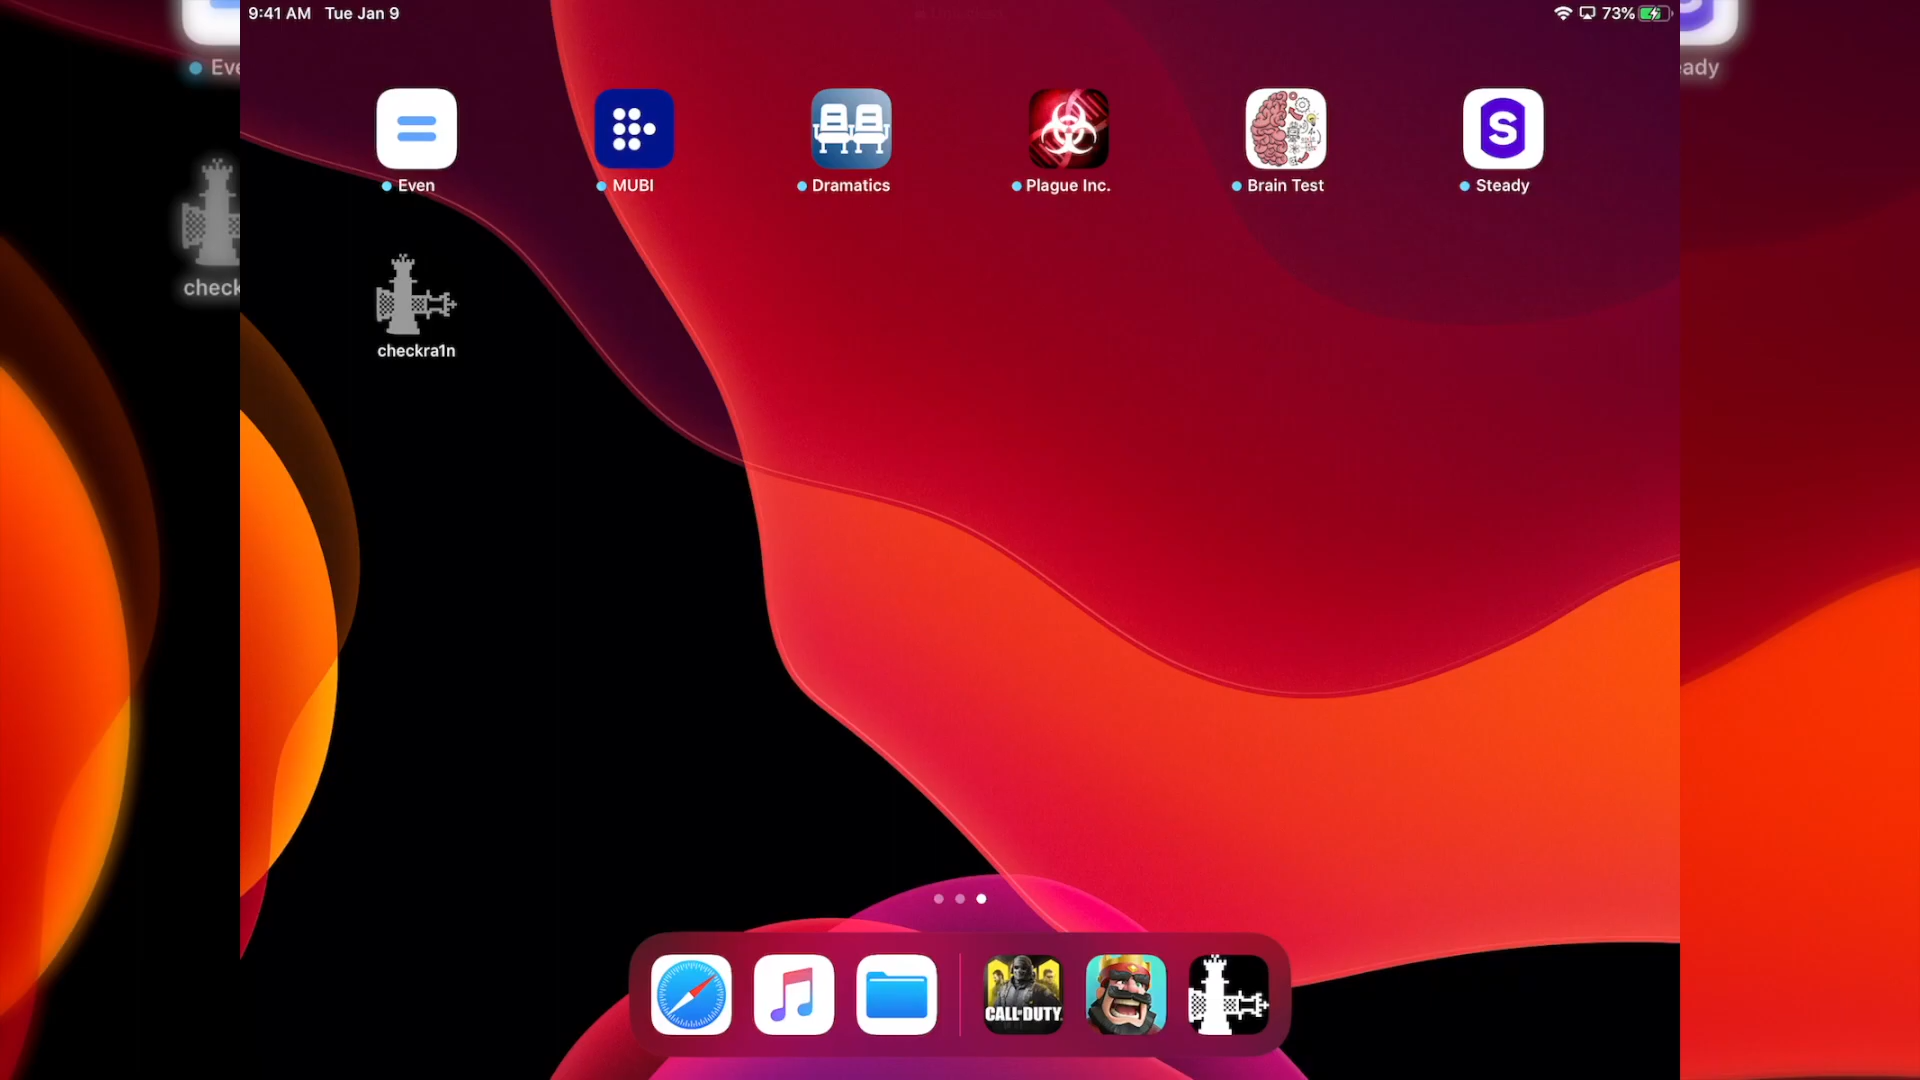 9:41 AM Tue Jan 9
73%
Eve
ady
Even
MUBI
Dramatics
Plague Inc.
Brain Test
Steady
S
check
checkra1n
CALL OF DUTY